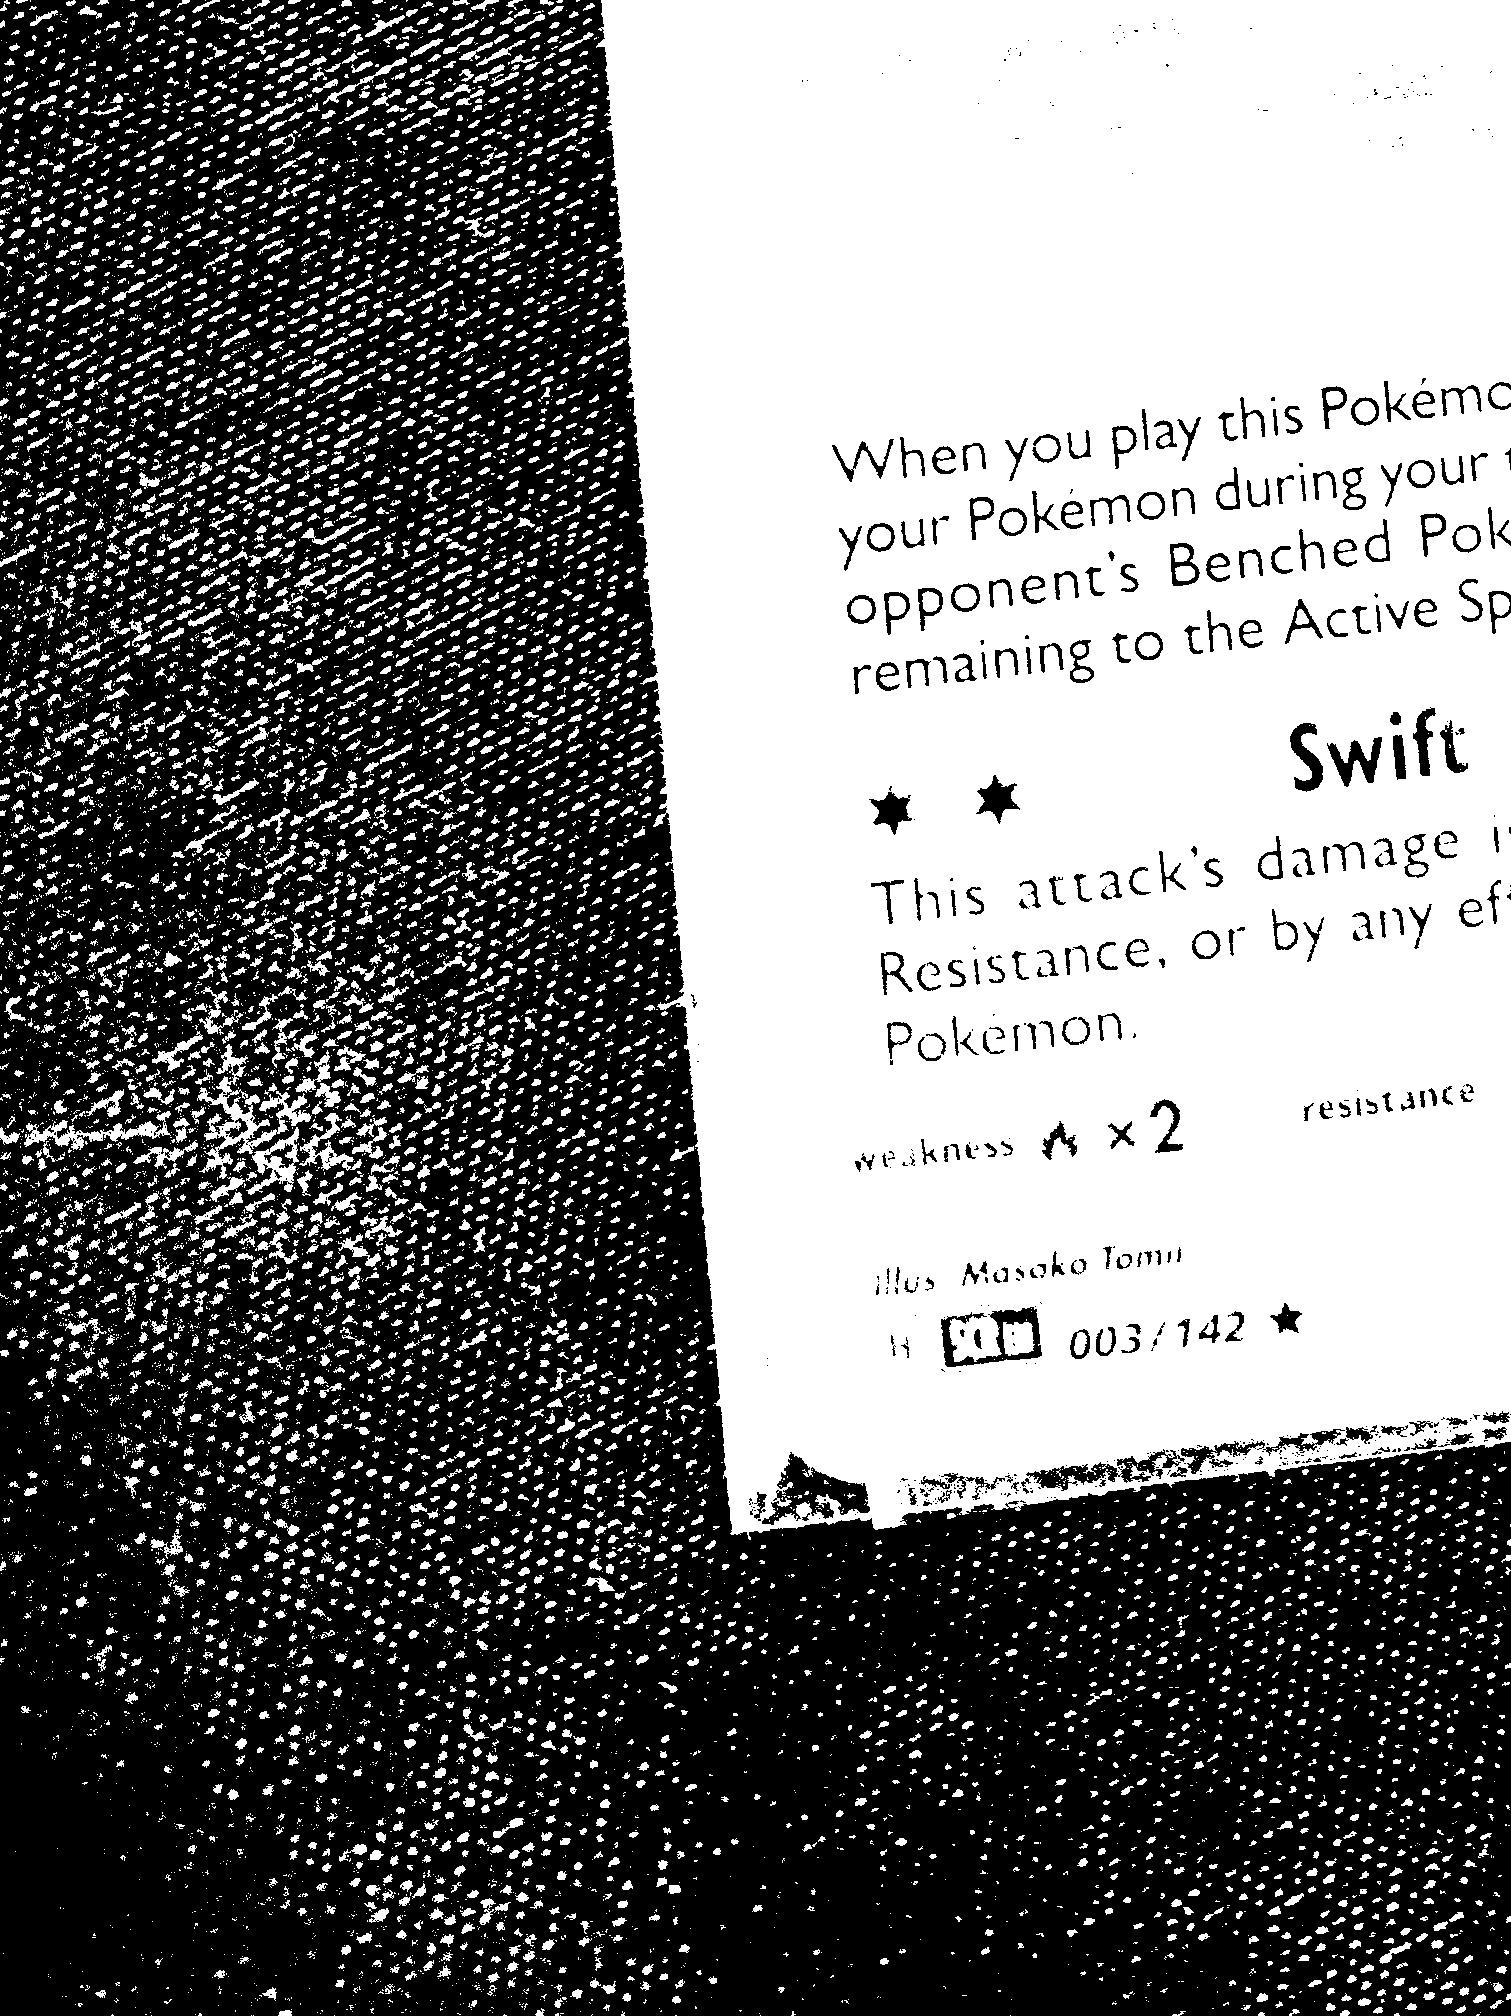 When you play this Pokémo
your Pokémon during your t
opponent's Benched Pok
remaining to the Active Sp
Swift
This attack's damage i
Resistance, or by any ef
Pokémon.
weakness ×2 resistance
Illus Masako Tomii
H 003/142 ★